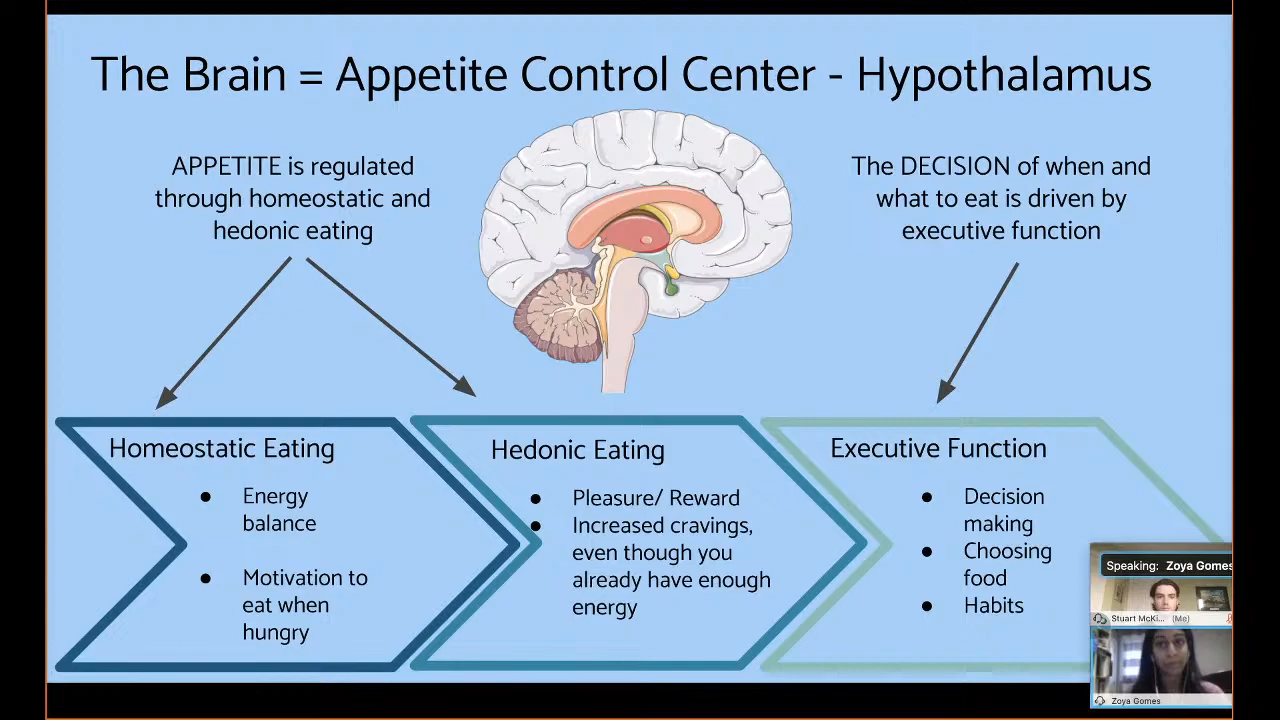 The Brain = Appetite Control Center - Hypothalamus
APPETITE is regulated
through homeostatic and
hedonic eating
The DECISION of when and
what to eat is driven by
executive function
Homeostatic Eating
● Energy
balance
● Motivation to
eat when
hungry
Hedonic Eating
● Pleasure/ Reward
● Increased cravings,
even though you
already have enough
energy
Executive Function
● Decision
making
● Choosing
food
● Habits
Speaking: Zoya Gomes
Stuart McKi... (Me)
Zoya Gomes